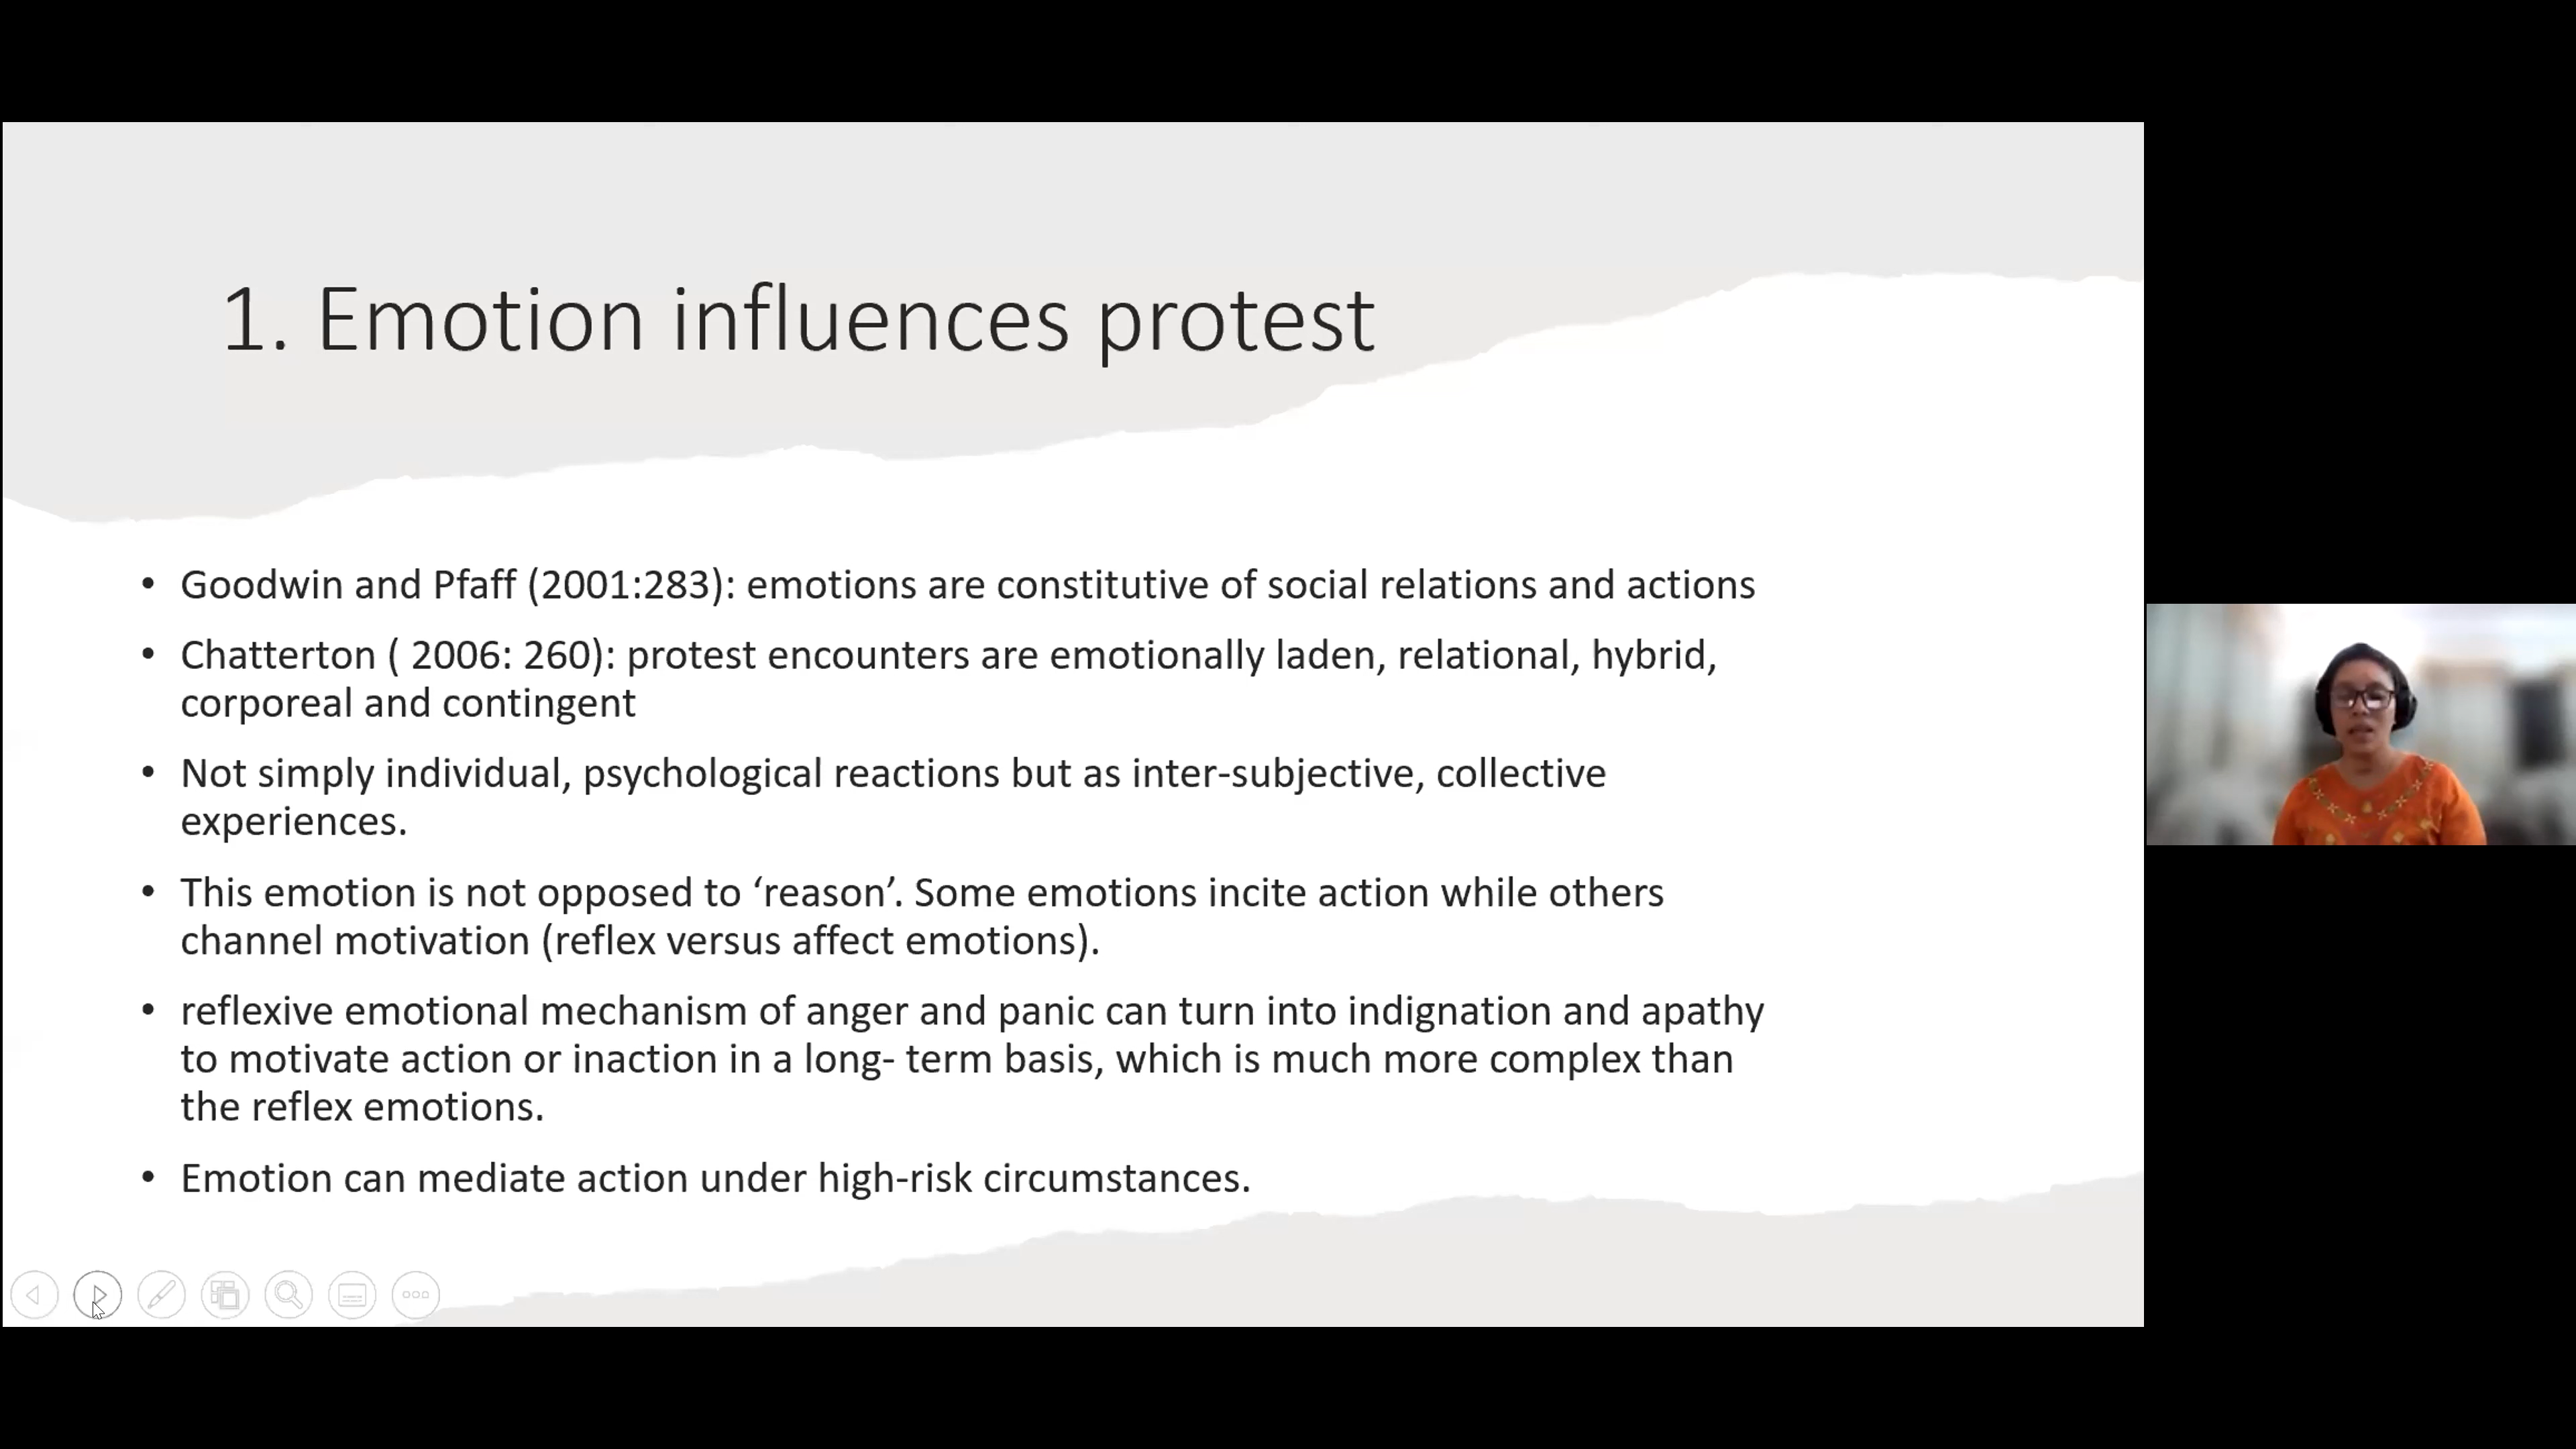 1. Emotion influences protest
• Goodwin and Pfaff (2001:283): emotions are constitutive of social relations and actions
• Chatterton ( 2006: 260): protest encounters are emotionally laden, relational, hybrid,
corporeal and contingent
• Not simply individual, psychological reactions but as inter-subjective, collective
experiences.
• This emotion is not opposed to ‘reason’. Some emotions incite action while others
channel motivation (reflex versus affect emotions).
• reflexive emotional mechanism of anger and panic can turn into indignation and apathy
to motivate action or inaction in a long- term basis, which is much more complex than
the reflex emotions.
• Emotion can mediate action under high-risk circumstances.